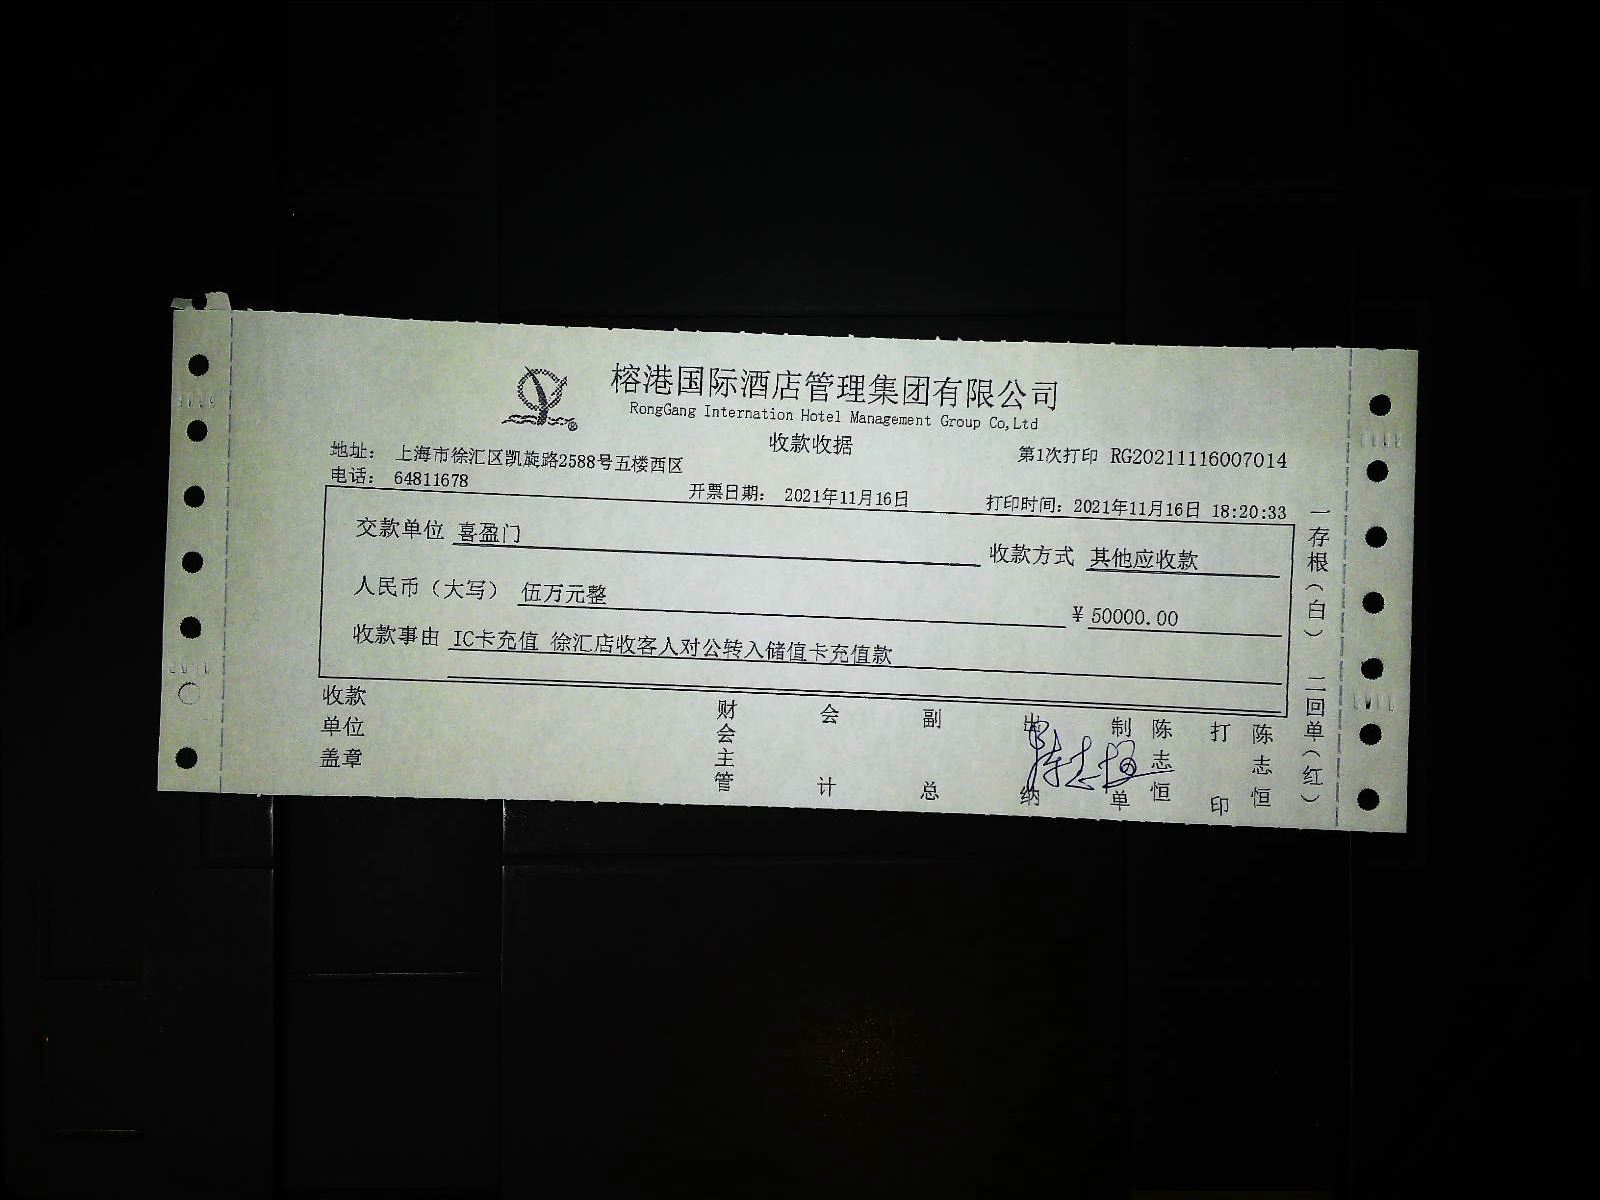 榕港国际酒店管理集团有限公司
RongGang Internation Hotel Management Group Co,Ltd
收款收据
地址： 上海市徐汇区凯旋路2588号五楼西区
第1次打印 RG20211116007014
电话： 64811678
开票日期： 2021年11月16日
打印时间：2021年11月16日 18:20:33
交款单位 喜盈门
收款方式 其他应收款
人民币（大写） 伍万元整
¥50000.00
收款事由 IC卡充值 徐汇店收客人对公转入储值卡充值款
收款单位盖章
财会主管
会计
副总
出纳
陈志恒
制单
陈志恒
打印
陈志恒
一存根（白） 二回单（红）